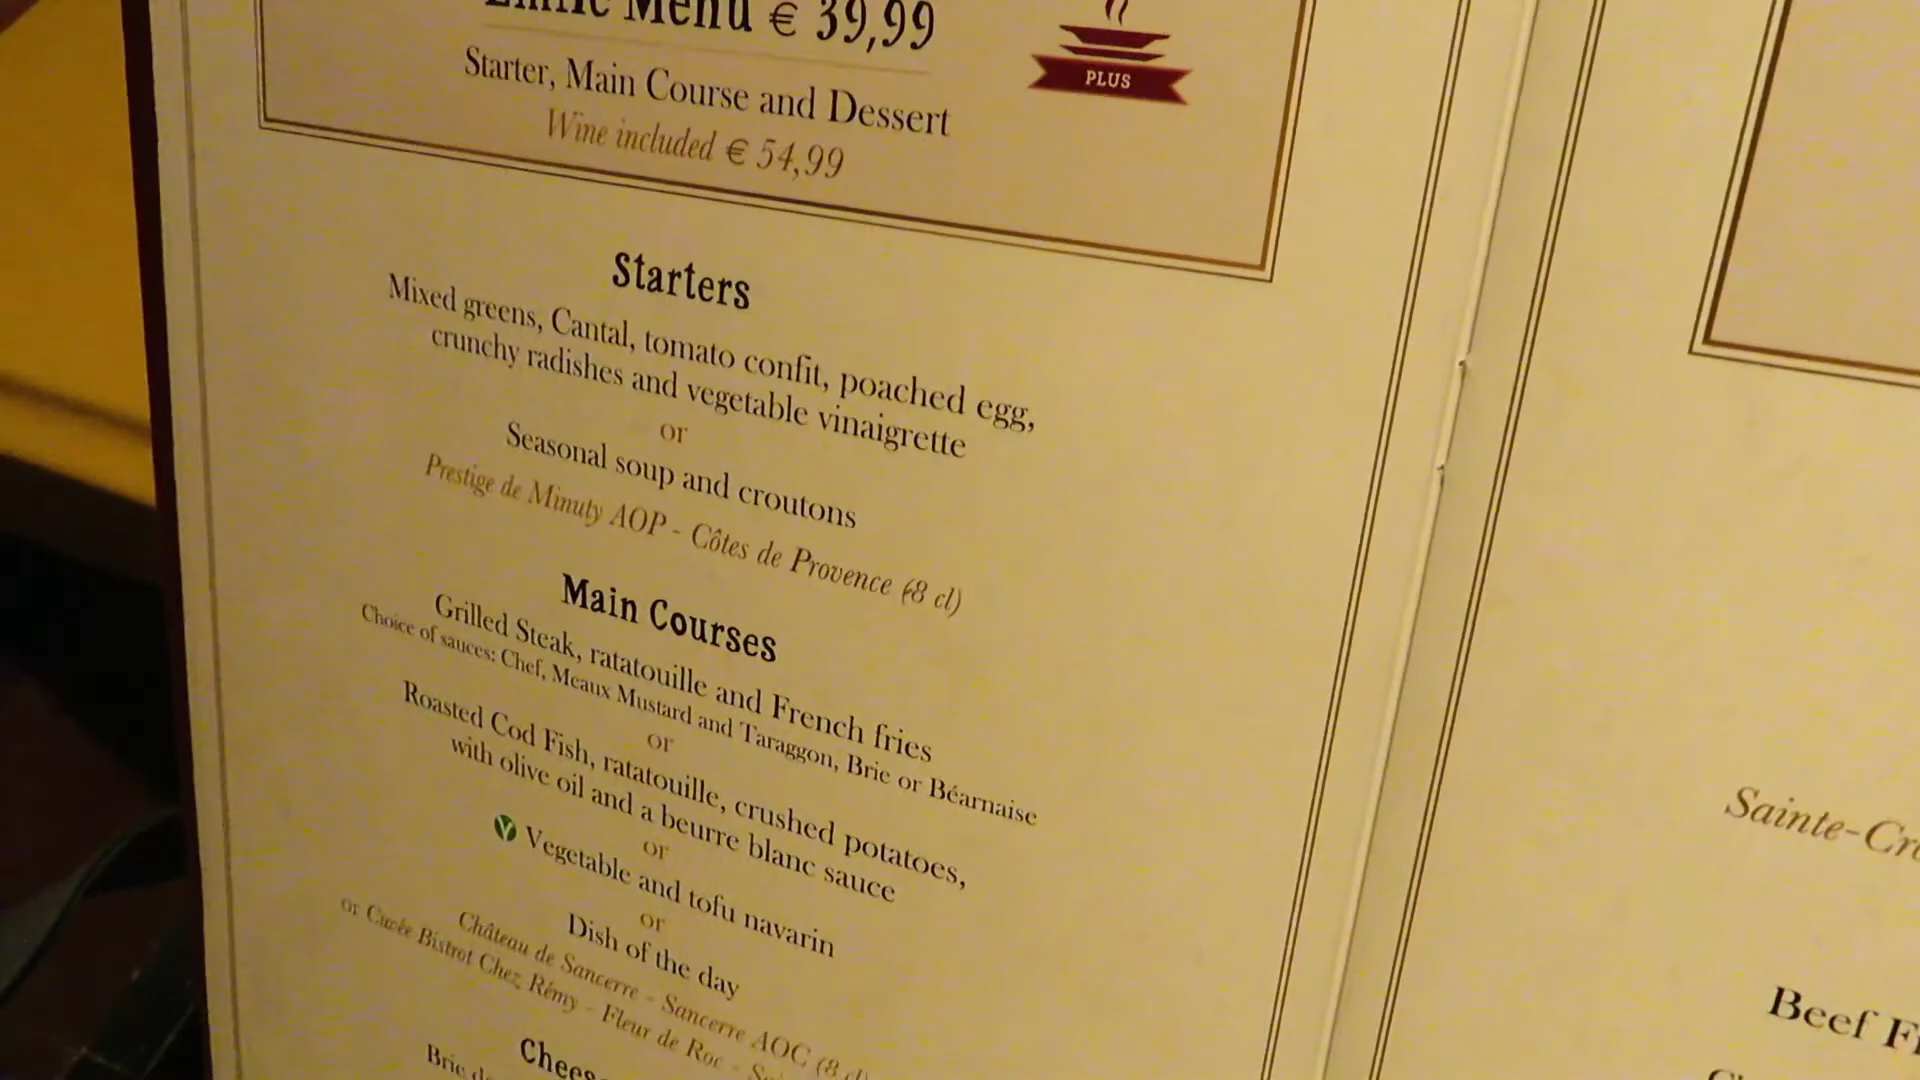 Menu € 39,99
PLUS
Starter, Main Course and Dessert
Wine included € 54,99
Starters
Mixed greens, Cantal, tomato confit, poached egg,
crunchy radishes and vegetable vinaigrette
or
Seasonal soup and croutons
Prestige de Minuty AOP - Côtes de Provence (8 cl)
Main Courses
Grilled Steak, ratatouille and French fries
Choice of sauces: Chef, Meaux Mustard and Taraggon, Brie or Béarnaise
or
Roasted Cod Fish, ratatouille, crushed potatoes,
with olive oil and a beurre blanc sauce
or
V Vegetable and tofu navarin
or
Dish of the day
Château de Sancerre - Sancerre AOC (8 cl)
or Cuvée Bistrot Chez Rémy - Fleur de Roc -
Brie
Sainte-Cr
Beef F